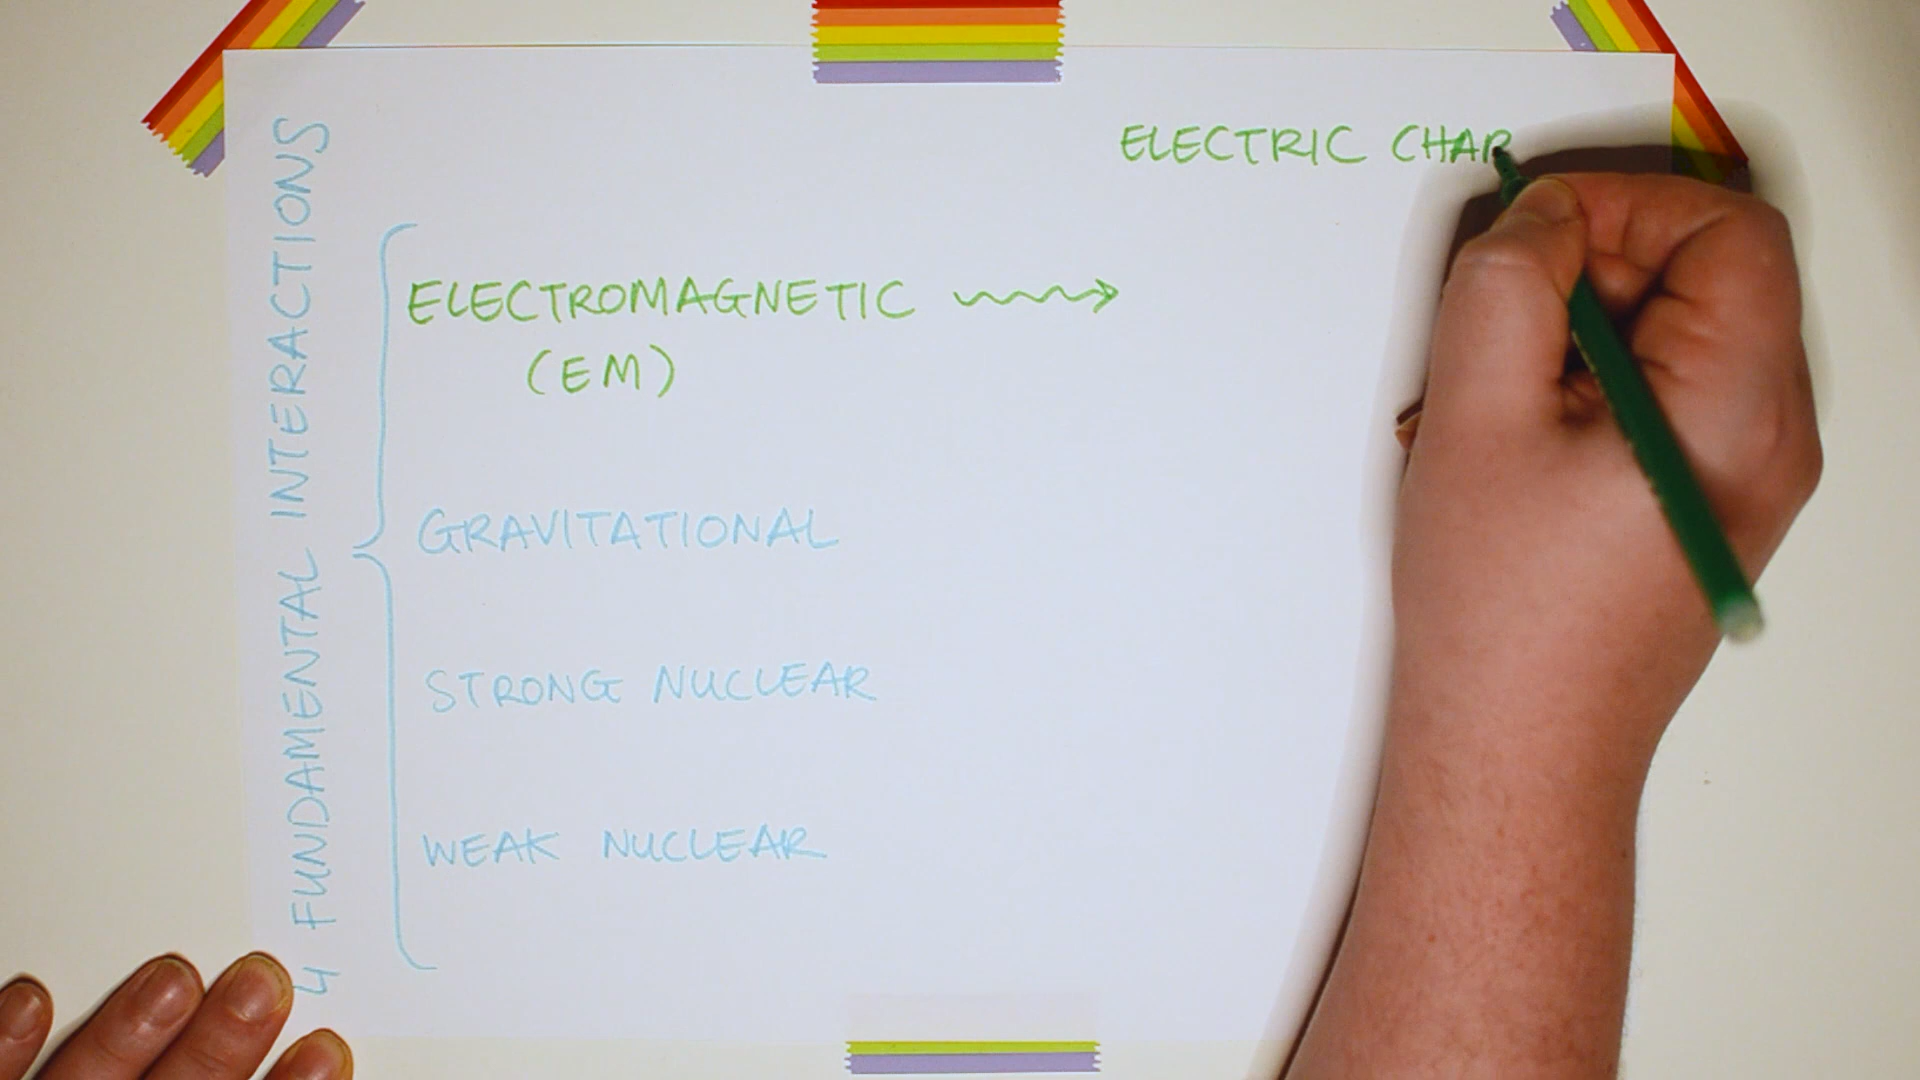 4 FUNDAMENTAL INTERACTIONS
ELECTRIC CHAR
ELECTROMAGNETIC
(EM)
GRAVITATIONAL
STRONG NUCLEAR
WEAK NUCLEAR